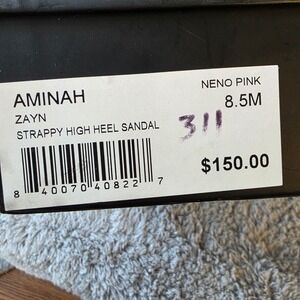 AMINAH
NENO PINK
ZAYN
8.5M
STRAPPY HIGH HEEL SANDAL
311
$150.00
8 40070 40822 7